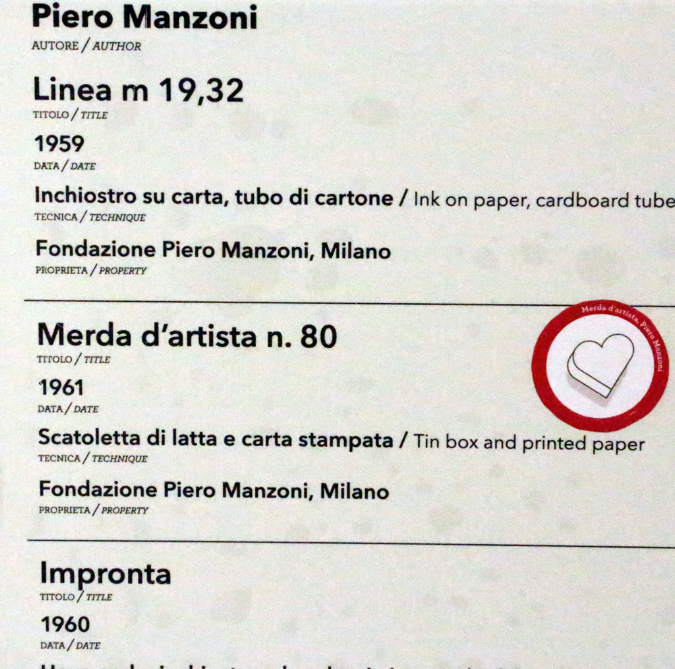 Piero Manzoni
AUTORE / AUTHOR
Linea m 19,32
TITOLO / TITLE
1959
DATA / DATE
Inchiostro su carta, tubo di cartone / Ink on paper, cardboard tube
TECNICA / TECHNIQUE
Fondazione Piero Manzoni, Milano
PROPRIETA / PROPERTY
Merda d'artista n. 80
TITOLO / TITLE
Merda d'artista, Piero Manzoni
1961
DATA / DATE
Scatoletta di latta e carta stampata / Tin box and printed paper
TECNICA / TECHNIQUE
Fondazione Piero Manzoni, Milano
PROPRIETA / PROPERTY
Impronta
TITOLO / TITLE
1960
DATA / DATE